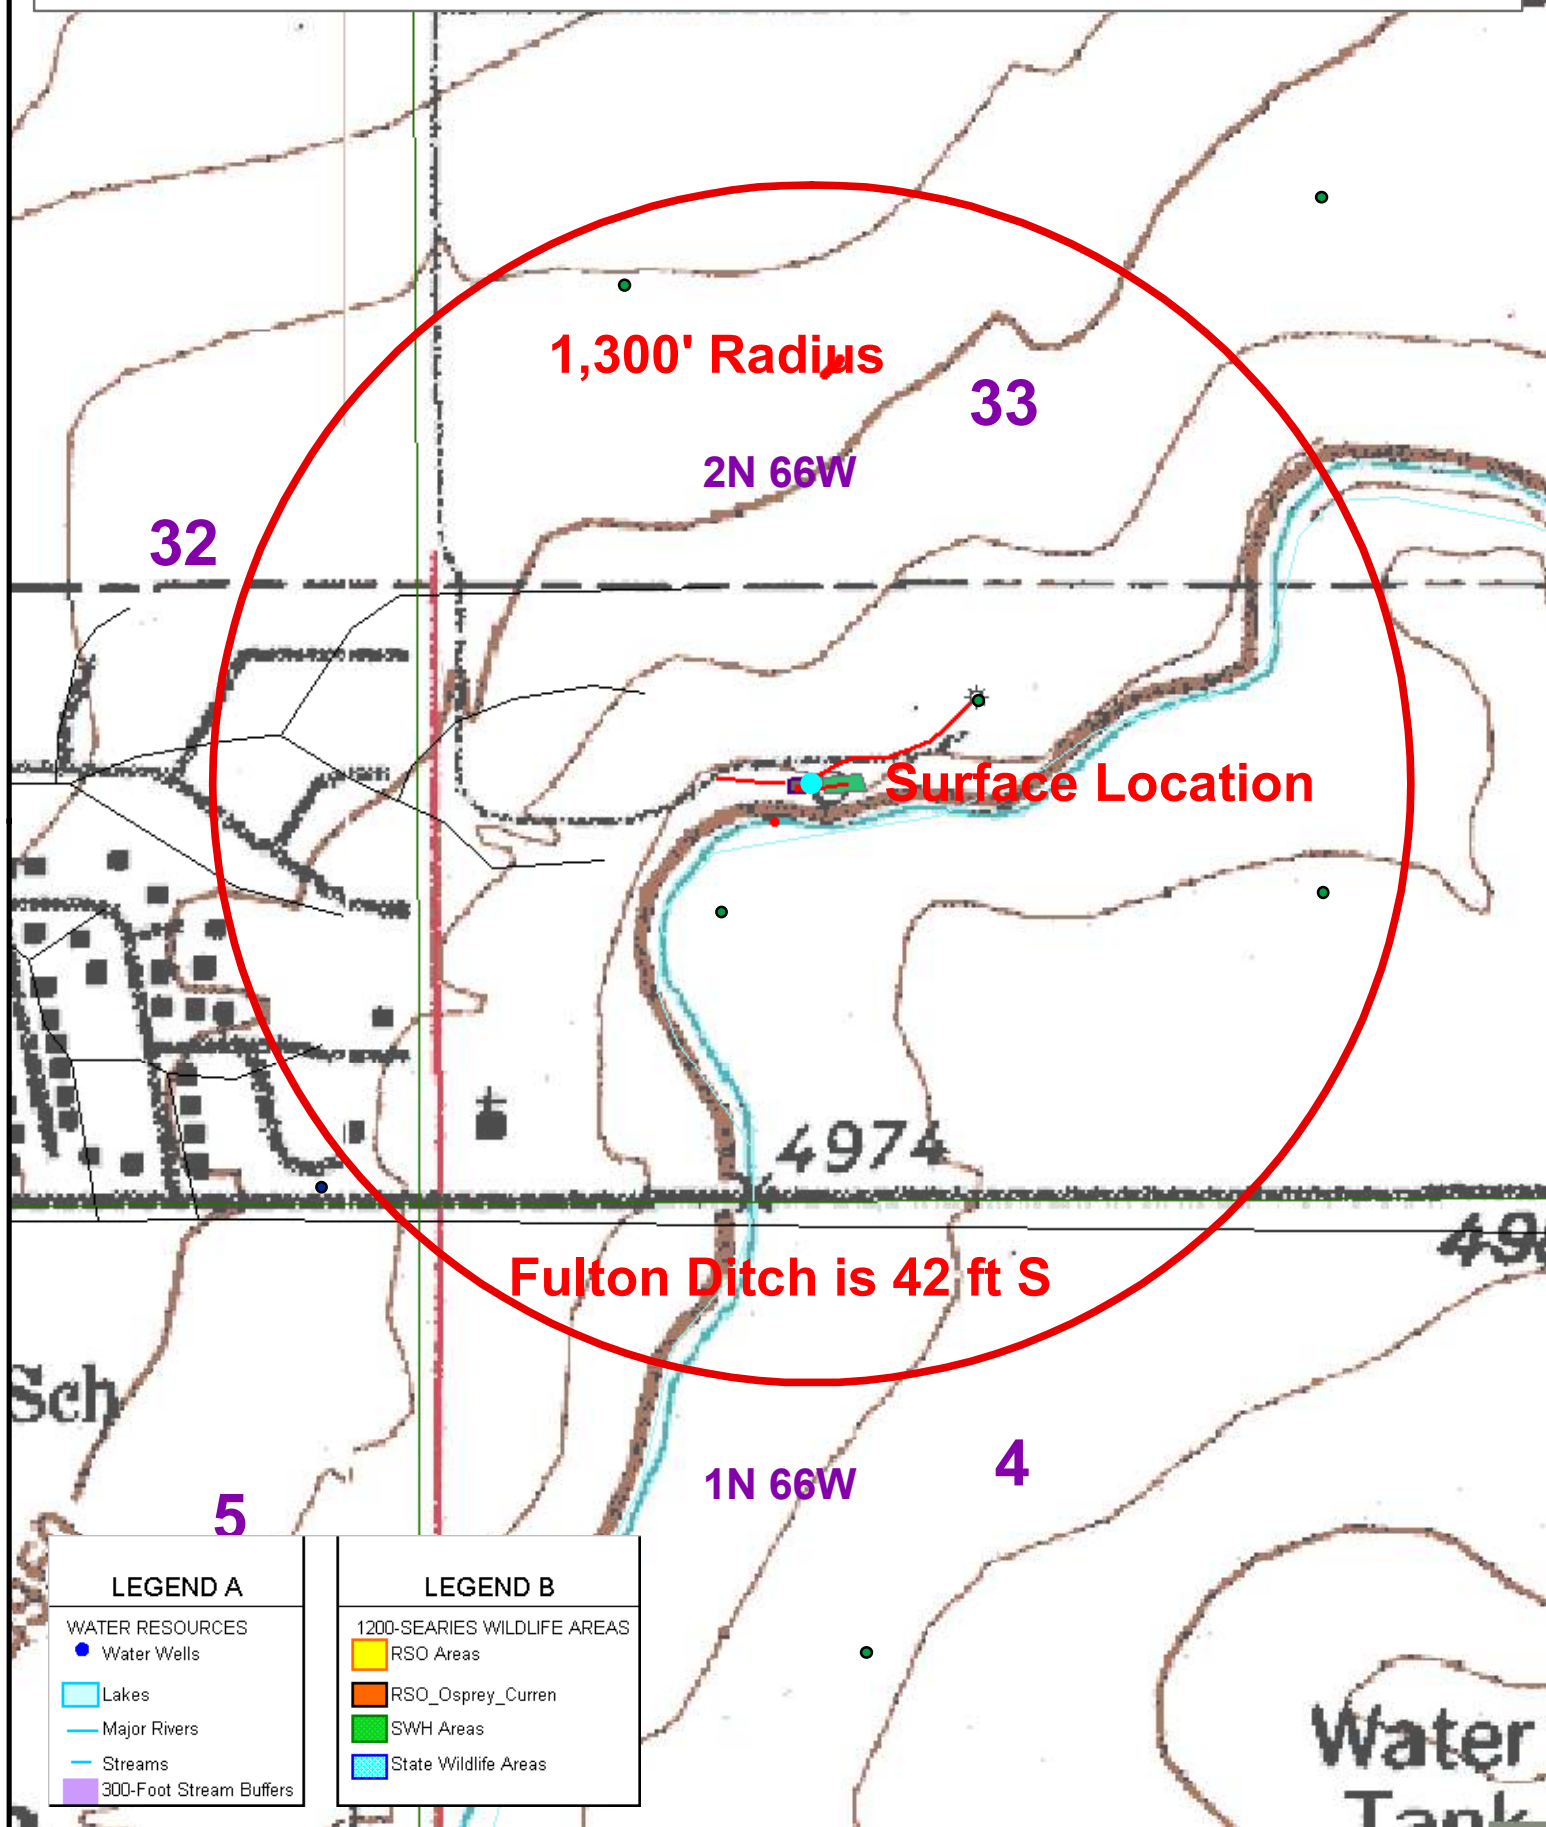 1,300' Radius
33
2N 66W
32
Surface Location
4974
Fulton Ditch is 42 ft S
Sch
4
1N 66W
5
LEGEND A
WATER RESOURCES
Water Wells
Lakes
Major Rivers
Streams
300-Foot Stream Buffers
LEGEND B
1200-SEARIES WILDLIFE AREAS
RSO Areas
RSO_Osprey_Curren
SWH Areas
State Wildlife Areas
Water
Tank